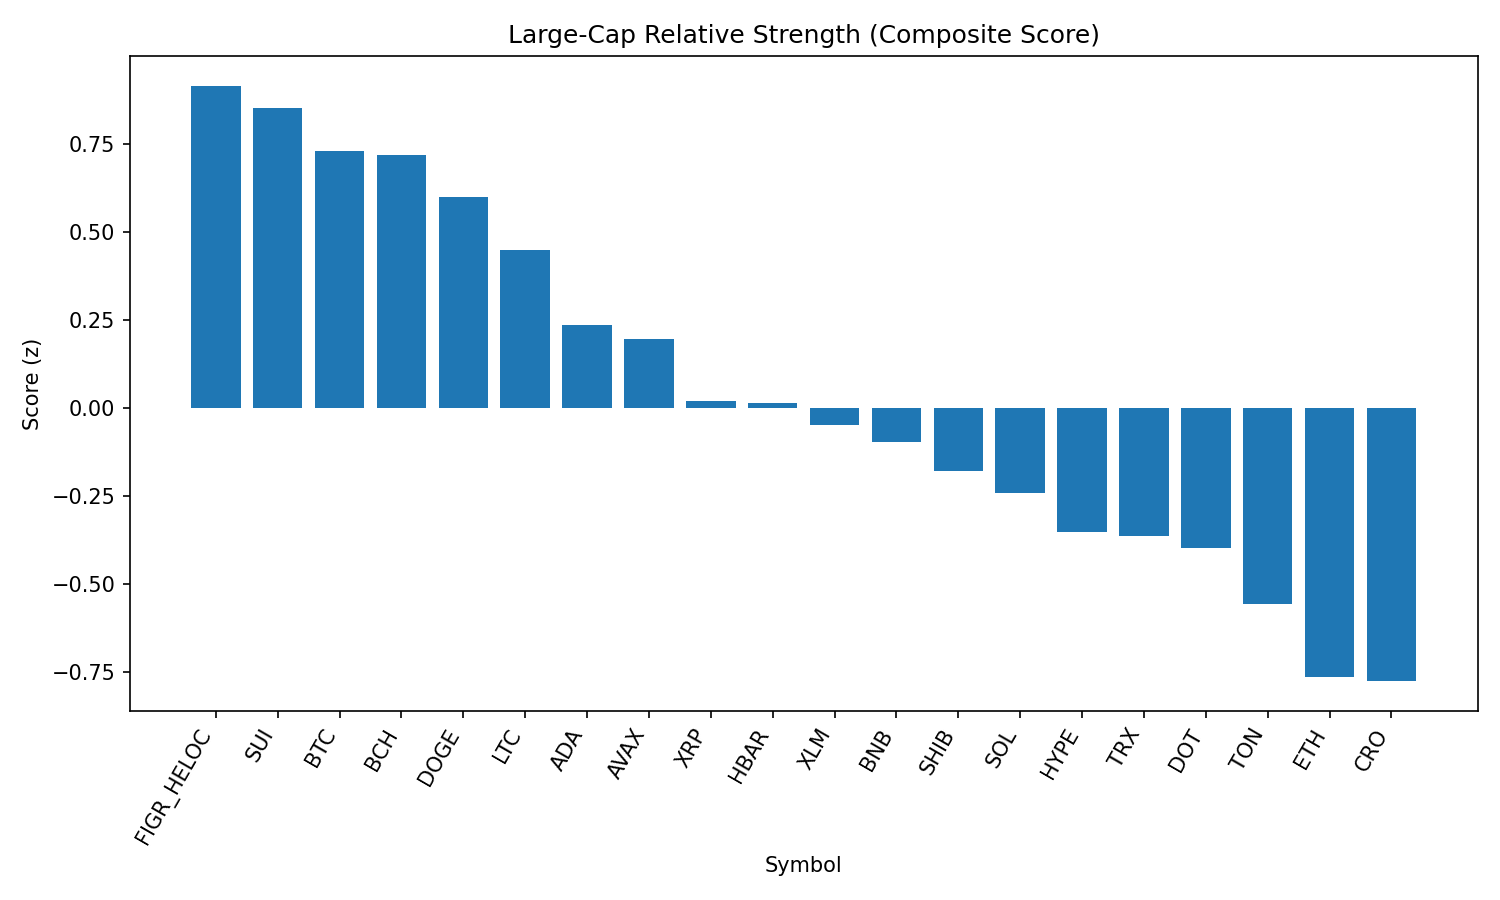 Large-Cap Relative Strength (Composite Score)
Score (z)
0.75
0.50
0.25
0.00
−0.25
−0.50
−0.75
FIGR_HELOC
SUI
BTC
BCH
DOGE
LTC
ADA
AVAX
XRP
HBAR
XLM
BNB
SHIB
SOL
HYPE
TRX
DOT
TON
ETH
CRO
Symbol